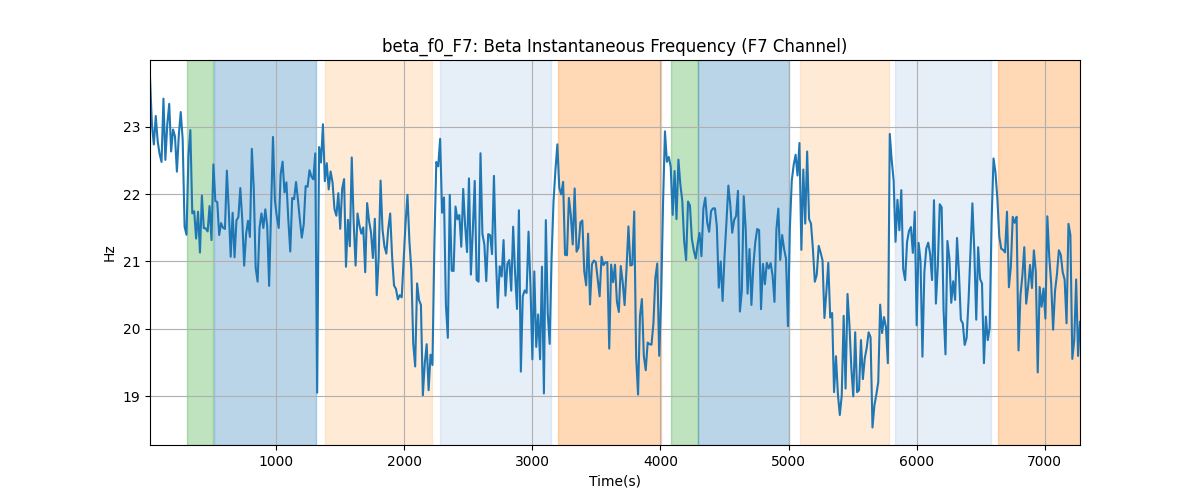 beta_f0_F7: Beta Instantaneous Frequency (F7 Channel)
Hz
23
22
21
20
19
1000 2000 3000 4000 5000 6000 7000
Time(s)